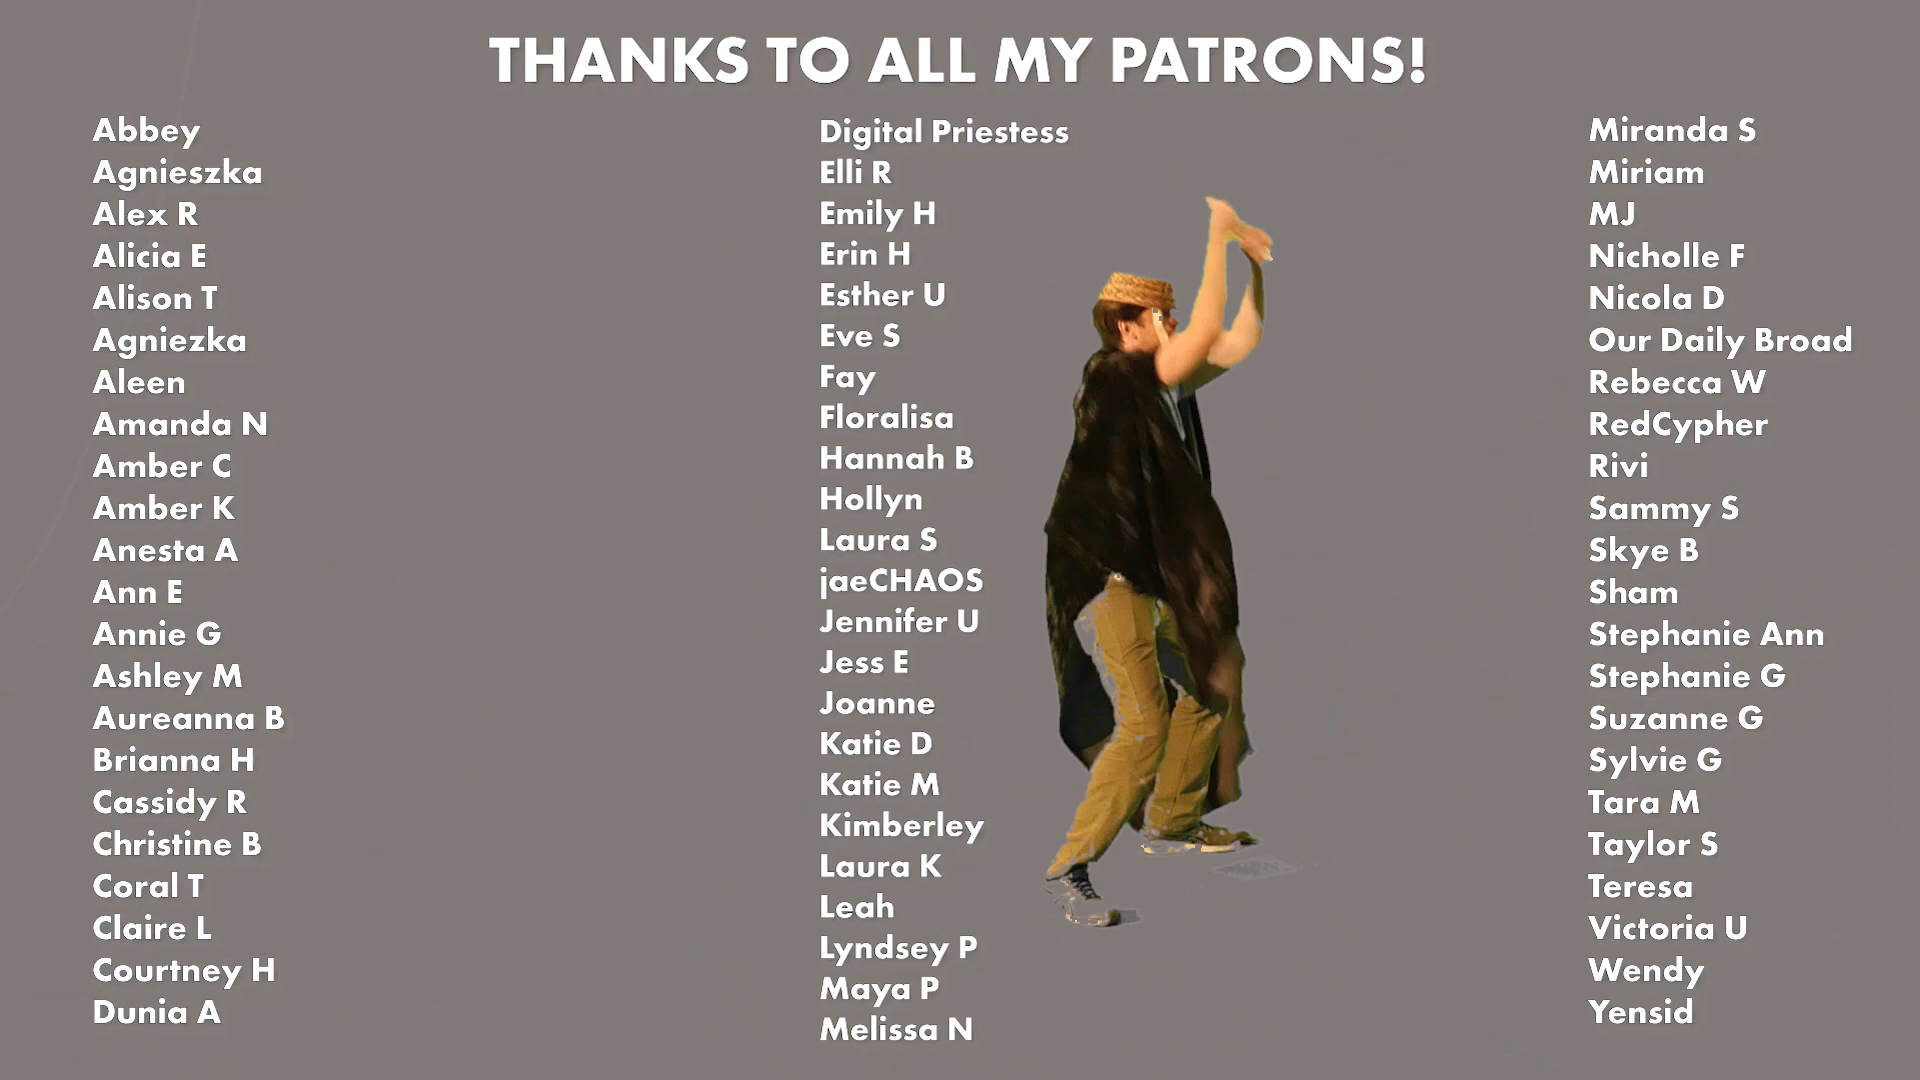 THANKS TO ALL MY PATRONS!
Abbey
Agnieszka
Alex R
Alicia E
Alison T
Agniezka
Aleen
Amanda N
Amber C
Amber K
Anesta A
Ann E
Annie G
Ashley M
Aureanna B
Brianna H
Cassidy R
Christine B
Coral T
Claire L
Courtney H
Dunia A
Digital Priestess
Elli R
Emily H
Erin H
Esther U
Eve S
Fay
Floralisa
Hannah B
Hollyn
Laura S
jaeCHAOS
Jennifer U
Jess E
Joanne
Katie D
Katie M
Kimberley
Laura K
Leah
Lyndsey P
Maya P
Melissa N
Miranda S
Miriam
MJ
Nicholle F
Nicola D
Our Daily Broad
Rebecca W
RedCypher
Rivi
Sammy S
Skye B
Sham
Stephanie Ann
Stephanie G
Suzanne G
Sylvie G
Tara M
Taylor S
Teresa
Victoria U
Wendy
Yensid